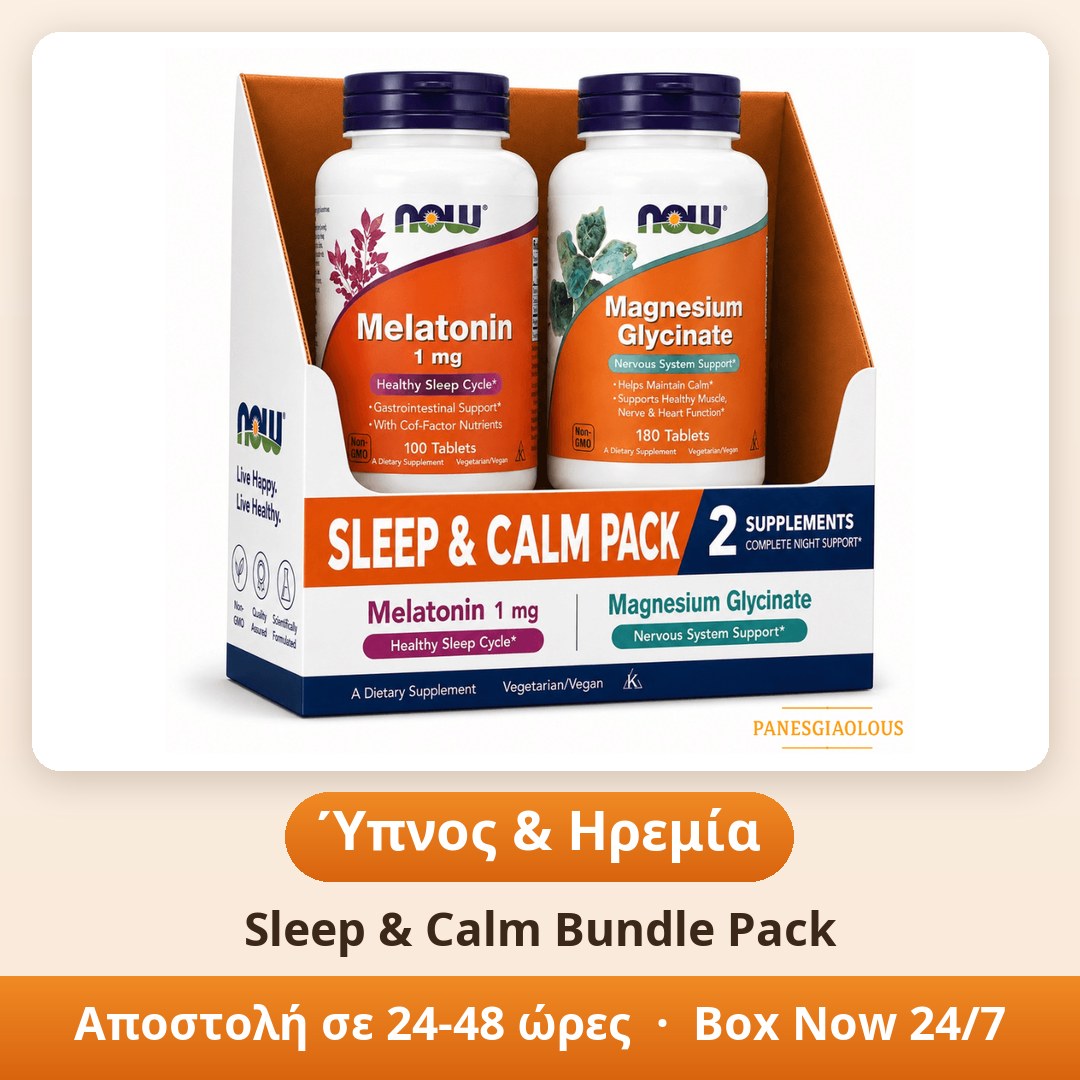 NOW
Melatonin
1 mg
Healthy Sleep Cycle*
• Gastrointestinal Support*
• With Cof-Factor Nutrients
Non-
GMO
100 Tablets
A Dietary Supplement Vegetarian/Vegan
NOW
Magnesium
Glycinate
Nervous System Support*
• Helps Maintain Calm*
• Supports Healthy Muscle,
Nerve & Heart Function*
Non-
GMO
180 Tablets
A Dietary Supplement Vegetarian/Vegan
NOW
Live Happy.
Live Healthy.
Non-
GMO
Quality
Assured
Scientifically
Formulated
SLEEP & CALM PACK
2 SUPPLEMENTS
COMPLETE NIGHT SUPPORT*
Melatonin 1 mg
Healthy Sleep Cycle*
Magnesium Glycinate
Nervous System Support*
A Dietary Supplement Vegetarian/Vegan
PANESGIAOLOUS
Ύπνος & Ηρεμία
Sleep & Calm Bundle Pack
Αποστολή σε 24-48 ώρες · Box Now 24/7